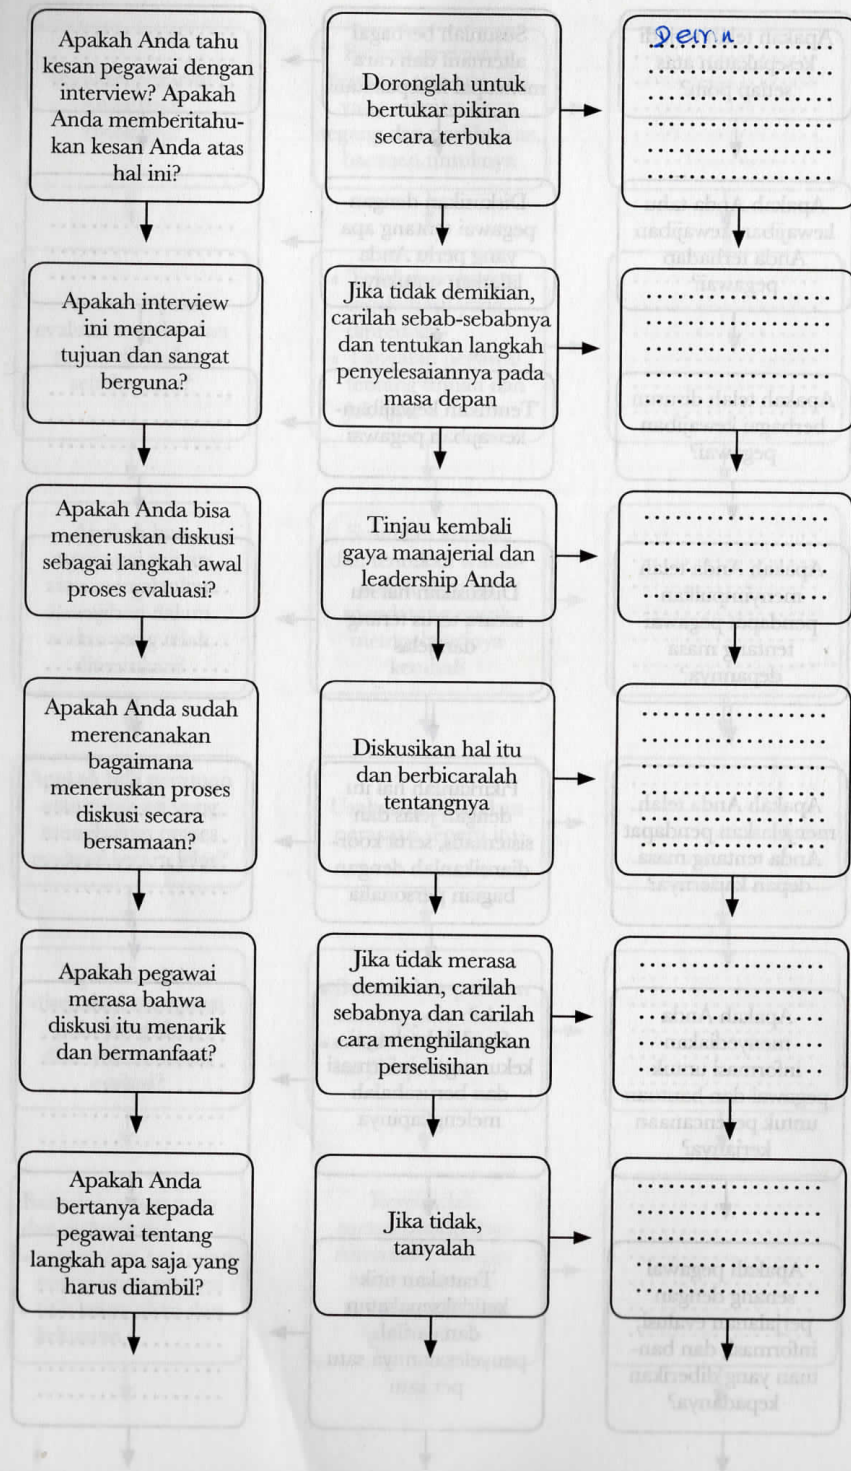 Apakah Anda tahu
kesan pegawai dengan
interview? Apakah
Anda memberitahu-
kan kesan Anda atas
hal ini?
Doronglah untuk
bertukar pikiran
secara terbuka
Apakah interview
ini mencapai
tujuan dan sangat
berguna?
Jika tidak demikian,
carilah sebab-sebabnya
dan tentukan langkah
penyelesaiannya pada
masa depan
Apakah Anda bisa
meneruskan diskusi
sebagai langkah awal
proses evaluasi?
Tinjau kembali
gaya manajerial dan
leadership Anda
Apakah Anda sudah
merencanakan
bagaimana
meneruskan proses
diskusi secara
bersamaan?
Diskusikan hal itu
dan berbicaralah
tentangnya
Apakah pegawai
merasa bahwa
diskusi itu menarik
dan bermanfaat?
Jika tidak merasa
demikian, carilah
sebabnya dan carilah
cara menghilangkan
perselisihan
Apakah Anda
bertanya kepada
pegawai tentang
langkah apa saja yang
harus diambil?
Jika tidak,
tanyalah